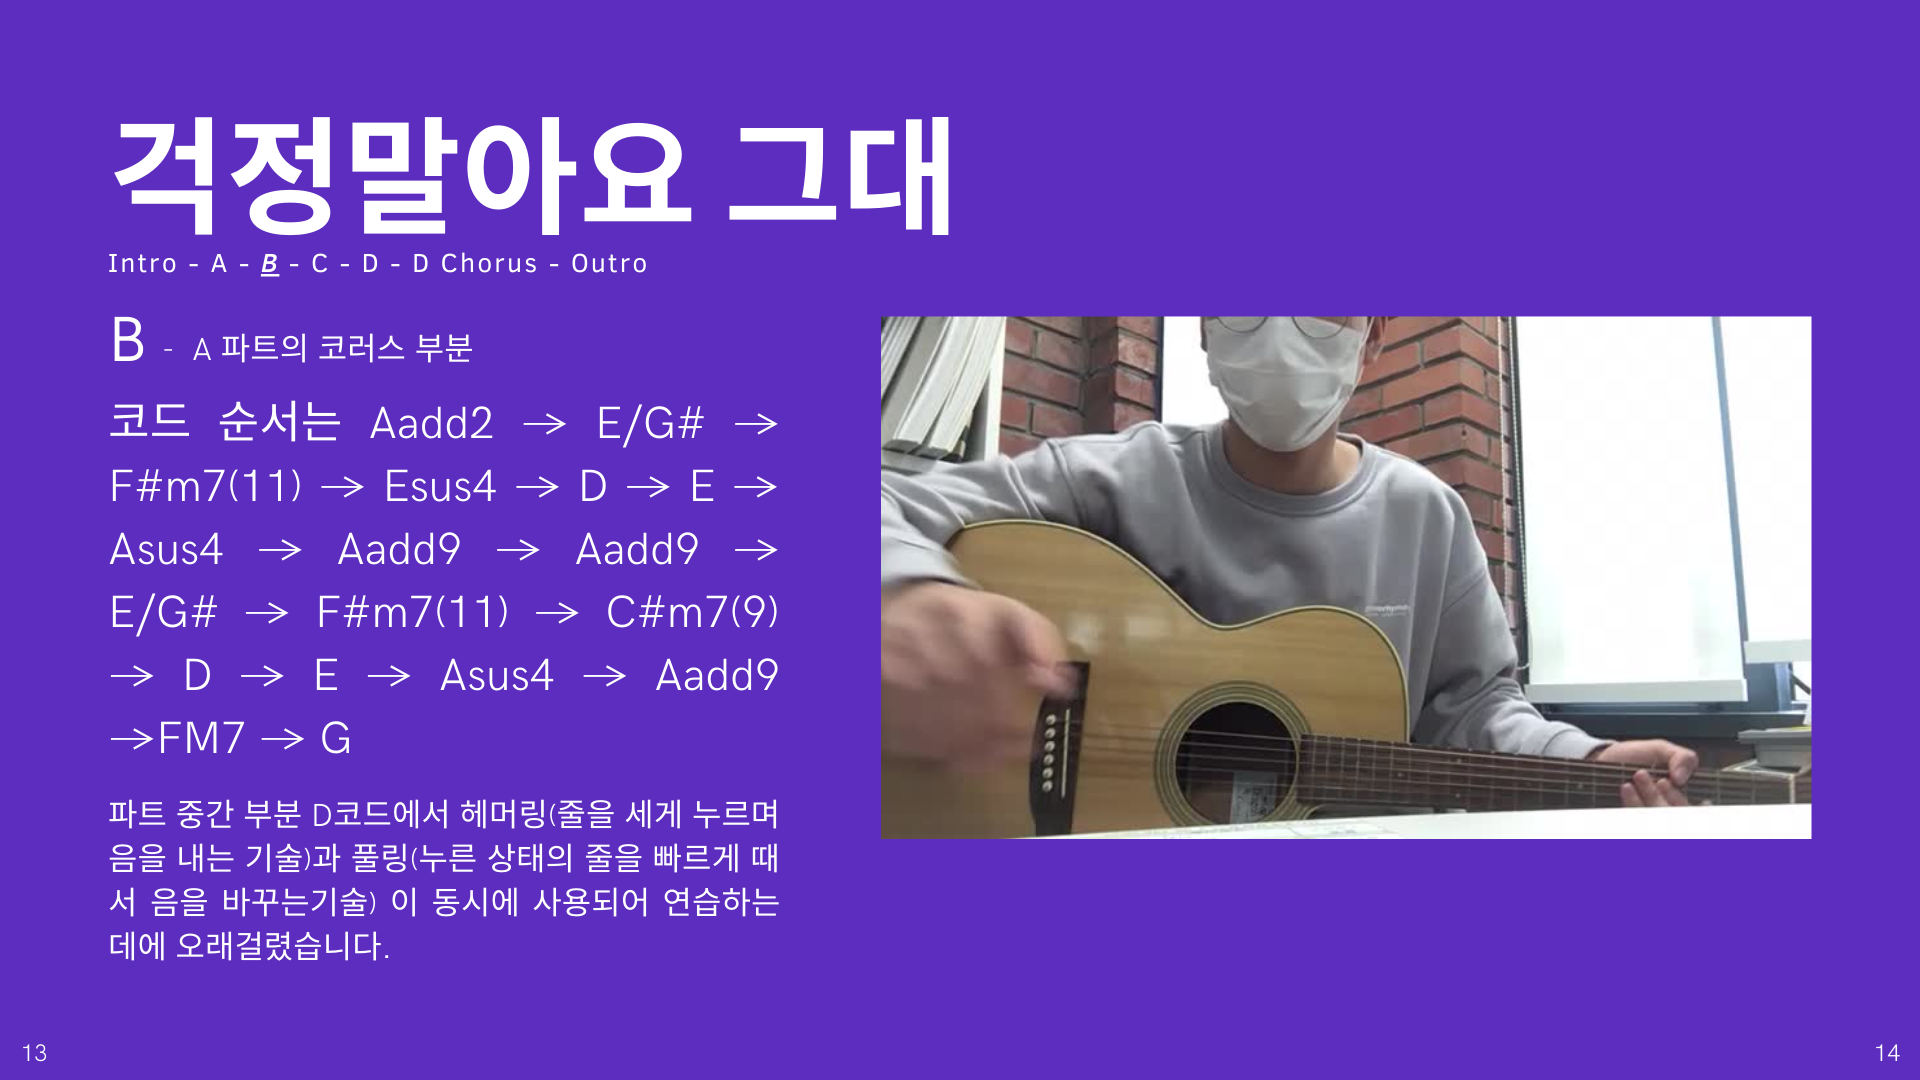 걱정말아요 그대
Intro - A - B - C - D - D Chorus - Outro
B - A 파트의 코러스 부분
코드 순서는 Aadd2 → E/G# →
F#m7(11) → Esus4 → D → E →
Asus4 → Aadd9 → Aadd9 →
E/G# → F#m7(11) → C#m7(9)
→ D → E → Asus4 → Aadd9
→FM7 → G
파트 중간 부분 D코드에서 헤머링(줄을 세게 누르며
음을 내는 기술)과 풀링(누른 상태의 줄을 빠르게 때
서 음을 바꾸는기술) 이 동시에 사용되어 연습하는
데에 오래걸렸습니다.
13
14